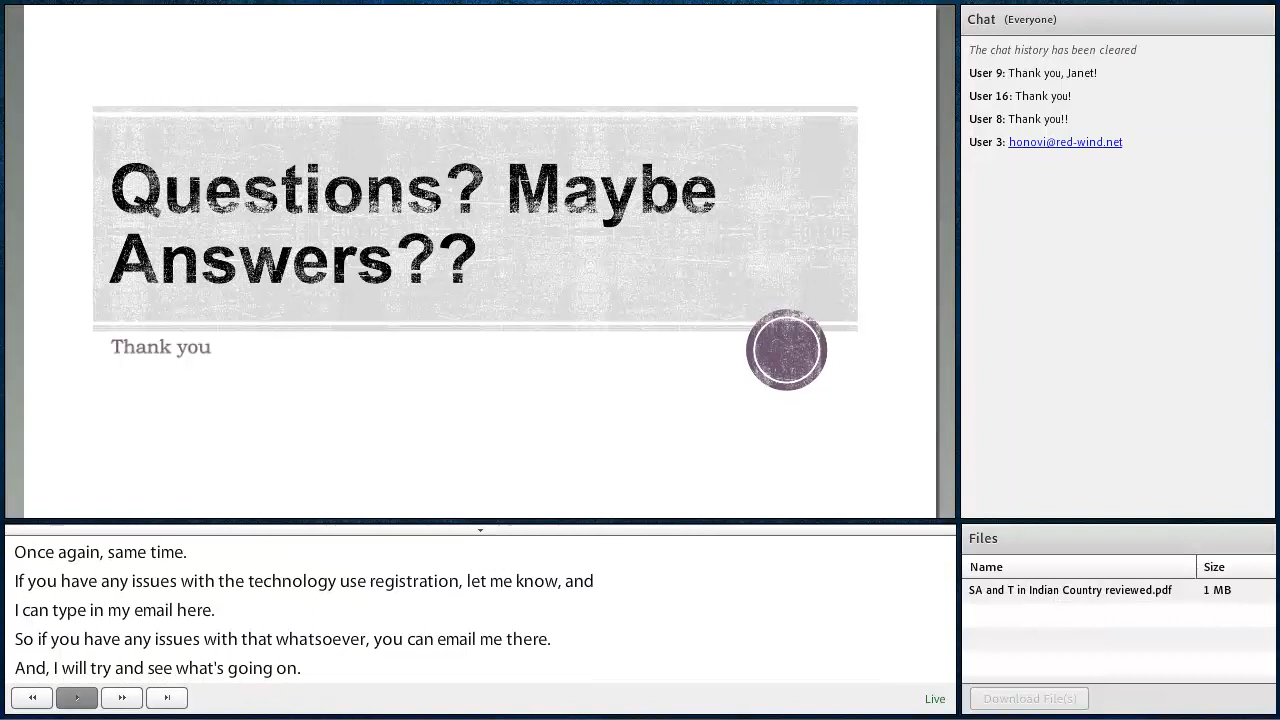 Questions? Maybe
Answers??
Thank you
Chat (Everyone)
The chat history has been cleared
User 9: Thank you, Janet!
User 16: Thank you!
User 8: Thank you!!
User 3: honovi@red-wind.net
Once again, same time.
If you have any issues with the technology use registration, let me know, and
I can type in my email here.
So if you have any issues with that whatsoever, you can email me there.
And, I will try and see what's going on.
Live
Files
Name Size
SA and T in Indian Country reviewed.pdf 1 MB
Download File(s)